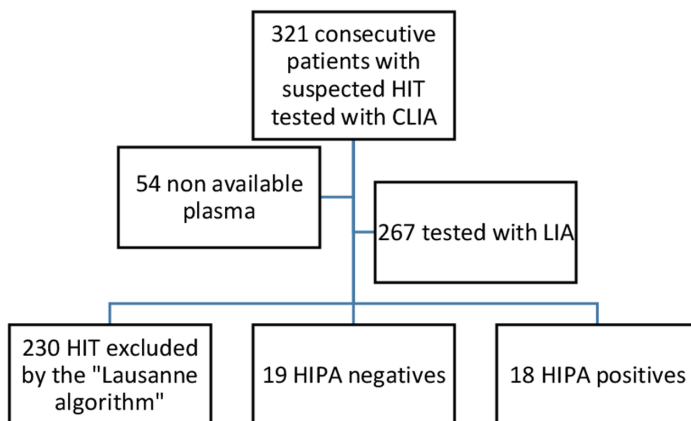 321 consecutive
patients with
suspected HIT
tested with CLIA
54 non available
plasma
267 tested with LIA
230 HIT excluded
by the "Lausanne
algorithm"
19 HIPA negatives
18 HIPA positives